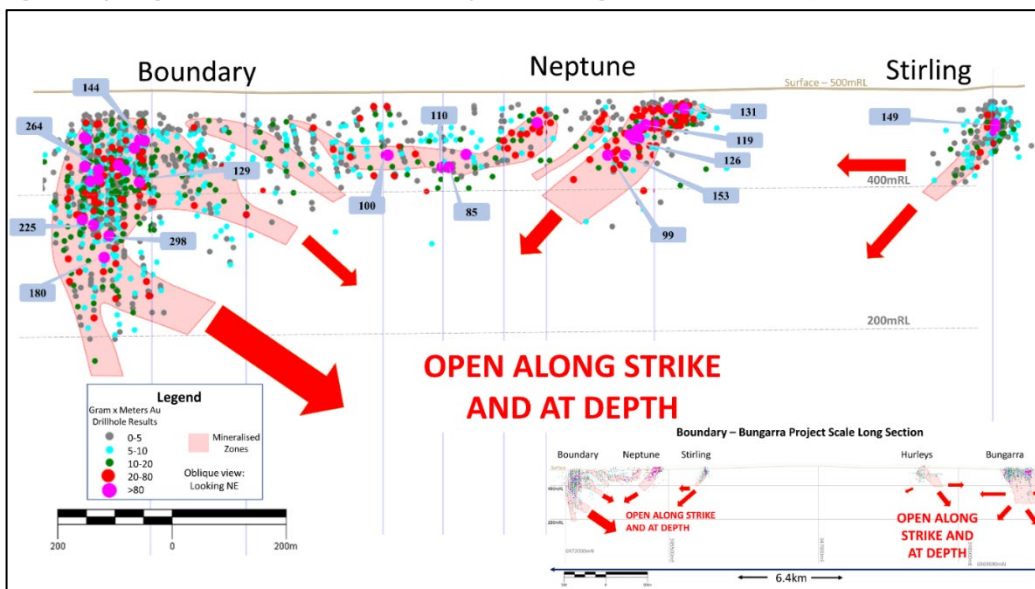 Boundary
Neptune
Stirling
Surface – 500mRL
144
264
129
225
298
180
110
100
85
131
119
126
153
99
149
400mRL
200mRL
OPEN ALONG STRIKE
AND AT DEPTH
Legend
Gram x Meters Au
Drillhole Results
0-5
5-10
10-20
20-80
>80
Mineralised
Zones
Oblique view:
Looking NE
200
0
200m
Boundary – Bungarra Project Scale Long Section
Boundary
Neptune
Stirling
Hurleys
Bungarra
Surface
400mRL
200mRL
OPEN ALONG STRIKE
AND AT DEPTH
OPEN ALONG
STRIKE AND
AT DEPTH
6.4km